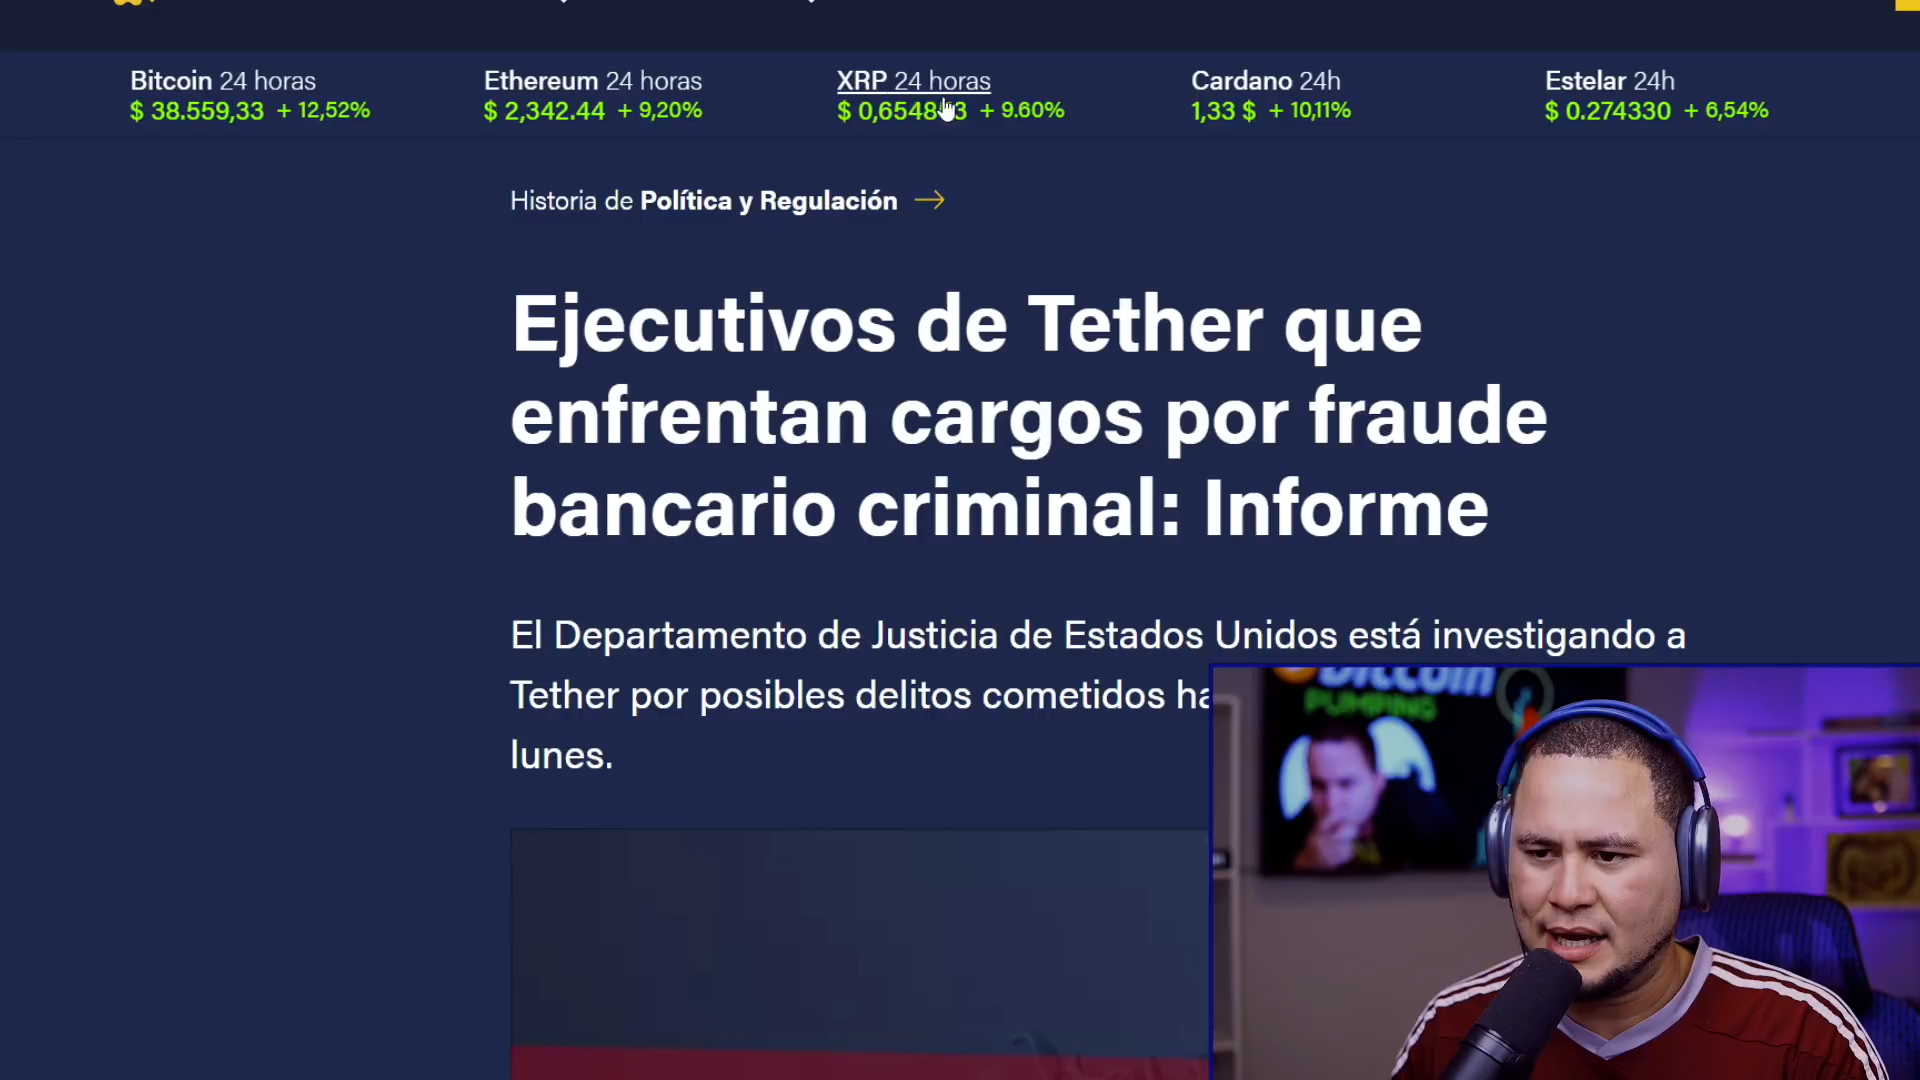 Bitcoin 24 horas
$ 38.559,33 + 12,52%
Ethereum 24 horas
$ 2,342.44 + 9,20%
XRP 24 horas
+ 9.60%
Cardano 24h
1,33 $ + 10,11%
Estelar 24h
$ 0.274330 + 6,54%
Historia de Política y Regulación →
Ejecutivos de Tether que
enfrentan cargos por fraude
bancario criminal: Informe
El Departamento de Justicia de Estados Unidos está investigando a
Tether por posibles delitos cometidos
lunes.
Bitcoin
PUMPING